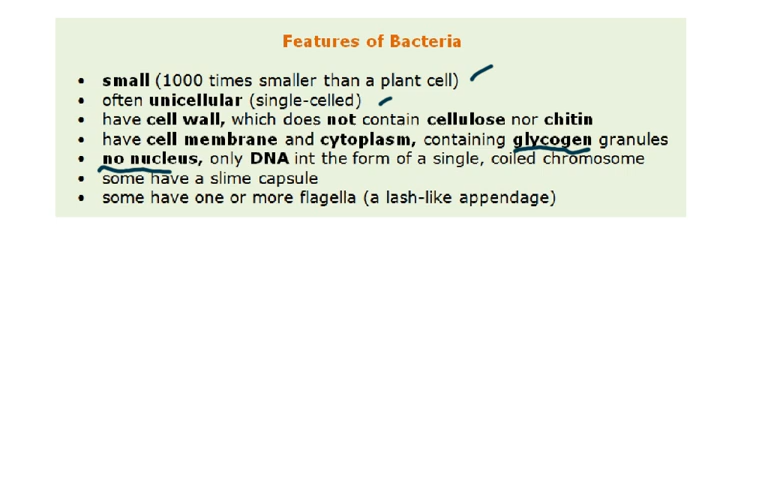 Features of Bacteria
• small (1000 times smaller than a plant cell)
• often unicellular (single-celled)
• have cell wall, which does not contain cellulose nor chitin
• have cell membrane and cytoplasm, containing glycogen granules
• no nucleus, only DNA int the form of a single, coiled chromosome
• some have a slime capsule
• some have one or more flagella (a lash-like appendage)